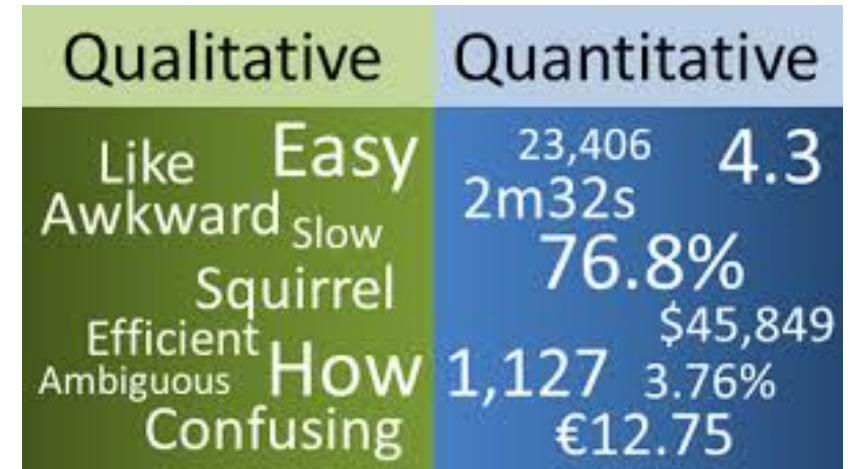 Qualitative
Quantitative
Like
Easy
Awkward
Slow
Squirrel
Efficient
Ambiguous
How
Confusing
23,406
4.3
2m32s
76.8%
$45,849
1,127
3.76%
€12.75